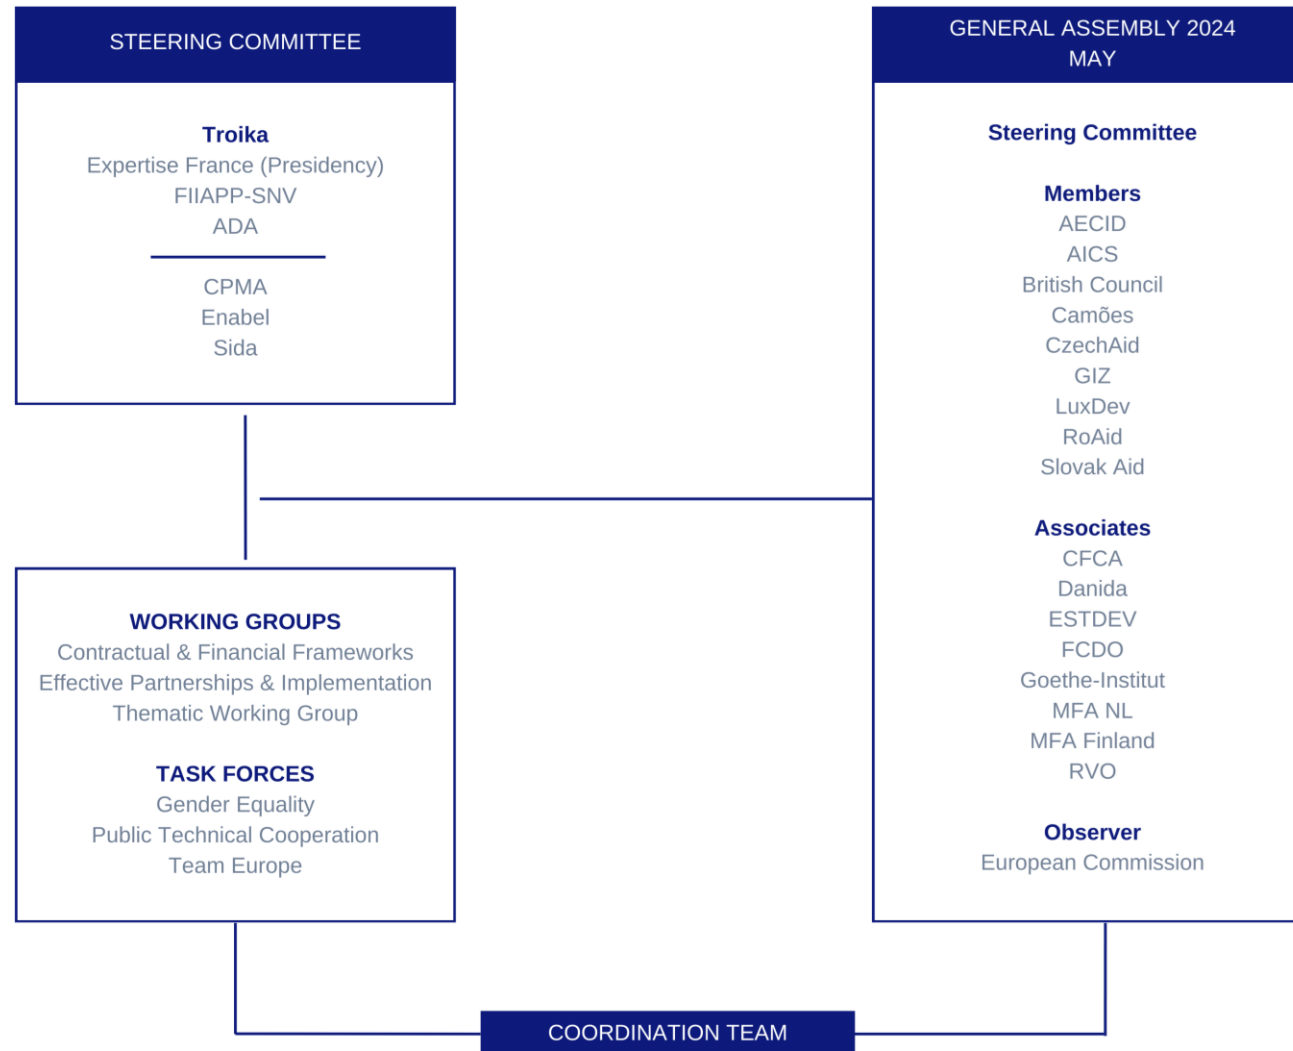 STEERING COMMITTEE
Troika
Expertise France (Presidency)
FIIAPP-SNV
ADA
CPMA
Enabel
Sida
WORKING GROUPS
Contractual & Financial Frameworks
Effective Partnerships & Implementation
Thematic Working Group
TASK FORCES
Gender Equality
Public Technical Cooperation
Team Europe
GENERAL ASSEMBLY 2024
MAY
Steering Committee
Members
AECID
AICS
British Council
Camões
CzechAid
GIZ
LuxDev
RoAid
Slovak Aid
Associates
CFCA
Danida
ESTDEV
FCDO
Goethe-Institut
MFA NL
MFA Finland
RVO
Observer
European Commission
COORDINATION TEAM